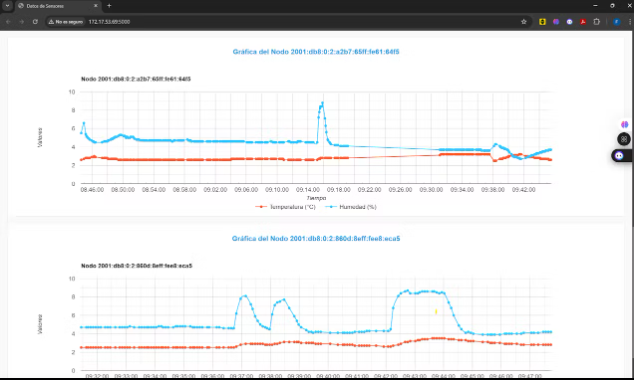 Datos de Sensores
No es seguro 172.17.53.89:5000
Gráfica del Nodo 2001:db8:0:2:a2b7:65ff:fe61:64f5
Nodo 2001:db8:0:2:a2b7:65ff:fe61:64f5
10
8
6
4
2
0
Valores
08:46:00 08:50:00 08:54:00 08:58:00 09:02:00 09:06:00 09:10:00 09:14:00 09:18:00 09:22:00 09:26:00 09:30:00 09:34:00 09:38:00 09:42:00
Tiempo
Temperatura (°C) Humedad (%)
Gráfica del Nodo 2001:db8:0:2:860d:8eff:fee8:eca5
Nodo 2001:db8:0:2:860d:8eff:fee8:eca5
10
8
6
4
2
0
Valores
09:32:00 09:33:00 09:34:00 09:35:00 09:36:00 09:37:00 09:38:00 09:39:00 09:40:00 09:41:00 09:42:00 09:43:00 09:44:00 09:45:00 09:46:00 09:47:00